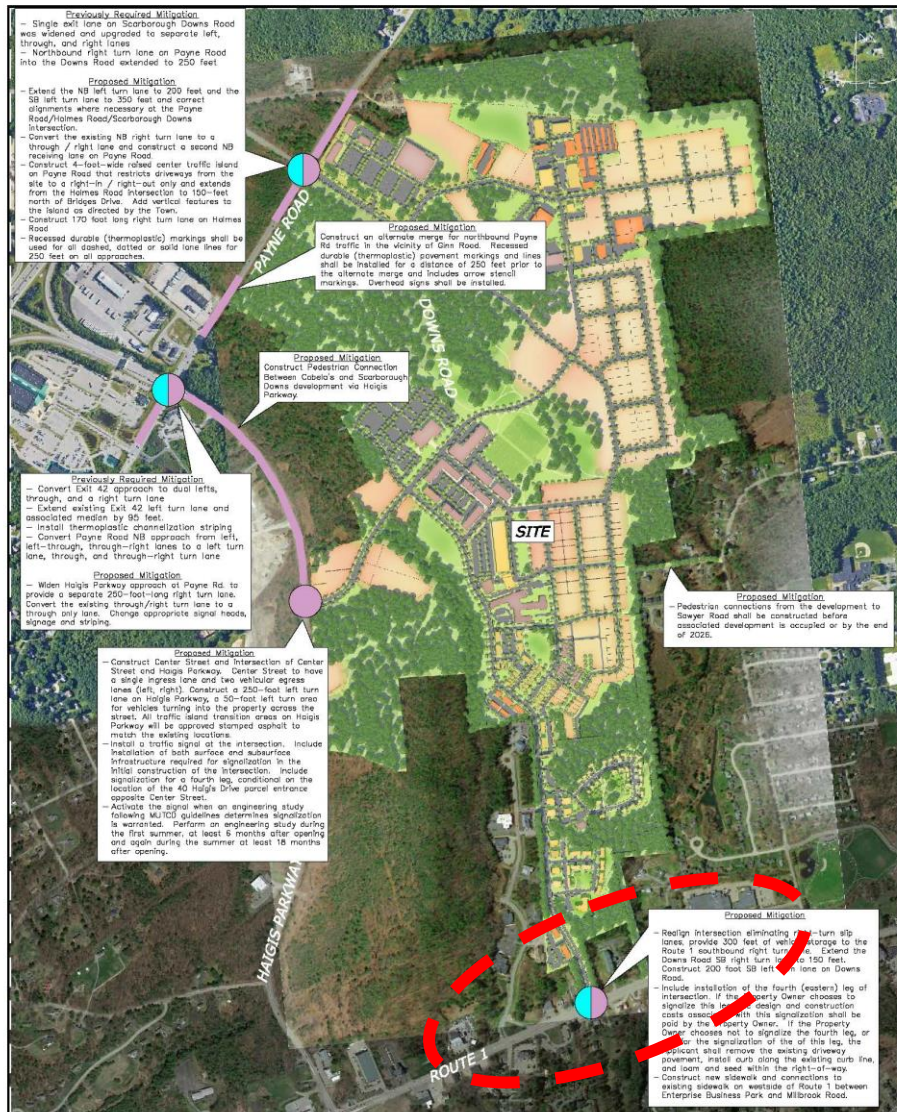 Previously Required Mitigation
- Single exit lane on Scarborough Downs Road
was widened and upgraded to separate left,
through, and right lanes
- Northbound right turn lane on Payne Road
into the Downs Road extended to 250 feet
Proposed Mitigation
- Extend the NB left turn lane to 200 feet and the
SB left turn lane to 350 feet and correct
alignments where necessary at the Payne
Road/Holmes Road/Scarborough Downs
intersection.
- Convert the existing NB right turn lane to a
through / right lane and construct a second NB
receiving lane on Payne Road.
- Construct 4-foot-wide raised center traffic island
on Payne Road that restricts driveways from the
site to a right-in / right-out only and extends
from the Holmes Road intersection to 150-feet
north of Bridges Drive. Add vertical features to
the island as directed by the Town.
- Construct 170 foot long right turn lane on Holmes
Road
- Recessed durable (thermoplastic) markings shall be
used for all dashed, dotted or solid lane lines for
250 feet on all approaches.
PAYNE ROAD
Proposed Mitigation
Construct an alternate merge for northbound Payne
Rd traffic in the vicinity of Ginn Road. Recessed
durable (thermoplastic) pavement markings and lines
shall be installed for a distance of 250 feet prior to
the alternate merge and includes arrow stencil
markings. Overhead signs shall be installed.
DOWNS ROAD
Proposed Mitigation
Construct Pedestrian Connection
Between Cabela's and Scarborough
Downs development via Haigis
Parkway.
Previously Required Mitigation
- Convert Exit 42 approach to dual lefts,
through, and a right turn lane
- Extend existing Exit 42 left turn lane and
associated median by 95 feet.
- Install thermoplastic channelization striping
- Convert Payne Road NB approach from left,
left-through, through-right lanes to a left turn
lane, through, and through-right turn lane
Proposed Mitigation
- Widen Haigis Parkway approach at Payne Rd. to
provide a separate 250-foot-long right turn lane.
Convert the existing through/right turn lane to a
through only lane. Change appropriate signal heads,
signage and striping.
SITE
Proposed Mitigation
- Pedestrian connections from the development to
Sawyer Road shall be constructed before
associated development is occupied or by the end
of 2025.
Proposed Mitigation
- Construct Center Street and intersection of Center
Street and Haigis Parkway. Center Street to have
a single ingress lane and two vehicular egress
lanes (left, right). Construct a 250-foot left turn
lane on Haigis Parkway, a 50-foot left turn area
for vehicles turning into the property across the
street. All traffic island transition areas on Haigis
Parkway will be approved stamped asphalt to
match the existing locations.
- Install a traffic signal at the intersection. Include
installation of both surface and subsurface
infrastructure required for signalization in the
initial construction of the intersection. Include
signalization for a fourth leg, conditional on the
location of the 40 Haigis Drive parcel entrance
opposite Center Street.
- Activate the signal when an engineering study
following MUTCD guidelines determines signalization
is warranted. Perform an engineering study during
the first summer, at least 6 months after opening
and again during the summer at least 18 months
after opening.
HAIGIS PARKWAY
Proposed Mitigation
- Realign intersection eliminating right-turn slip
lanes, provide 300 feet of vehicle storage to the
Route 1 southbound right turn lane. Extend the
Downs Road SB right turn lane to 150 feet.
Construct 200 foot SB left turn lane on Downs
Road.
- Include installation of the fourth (eastern) leg of
intersection. If the Property Owner chooses to
signalize this leg, design and construction
costs associated with this signalization shall be
paid by the Property Owner. If the Property
Owner chooses not to signalize the fourth leg, or
for the signalization of the of this leg, the
applicant shall remove the existing driveway
pavement, install curb along the existing curb line,
and loam and seed within the right-of-way.
- Construct new sidewalk and connections to
existing sidewalk on westside of Route 1 between
Enterprise Business Park and Millbrook Road.
ROUTE 1